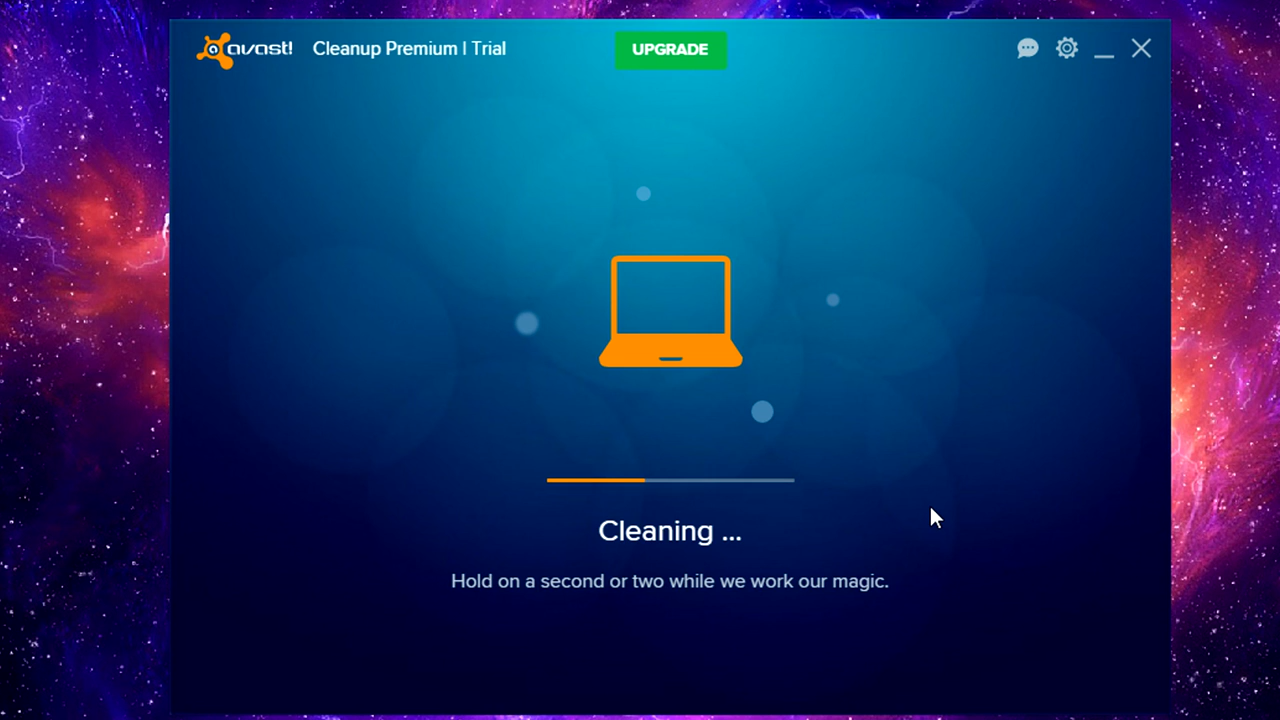 avast! Cleanup Premium | Trial UPGRADE
Cleaning ...
Hold on a second or two while we work our magic.